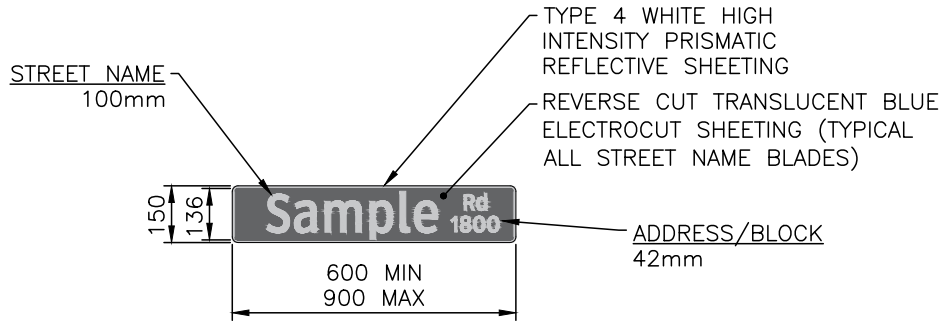 TYPE 4 WHITE HIGH
INTENSITY PRISMATIC
REFLECTIVE SHEETING
STREET NAME
100mm
REVERSE CUT TRANSLUCENT BLUE
ELECTROCUT SHEETING (TYPICAL
ALL STREET NAME BLADES)
150
136
Sample Rd
1800
ADDRESS/BLOCK
42mm
600 MIN
900 MAX